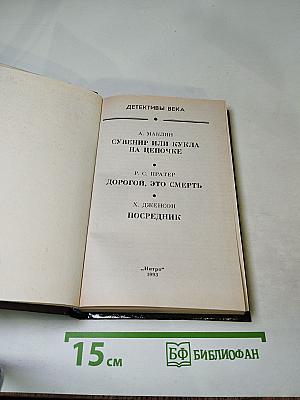 ДЕТЕКТИВЫ ВЕКА
А. МАКЛИН
СУВЕНИР ИЛИ КУКЛА
НА ЦЕПОЧКЕ
Р. С. ПРАТЕР
ДОРОГОЙ, ЭТО СМЕРТЬ
Х. ДЖЕНСОН
ПОСРЕДНИК
„Интра"
1993
15 см
БФ БИБЛИОФАН